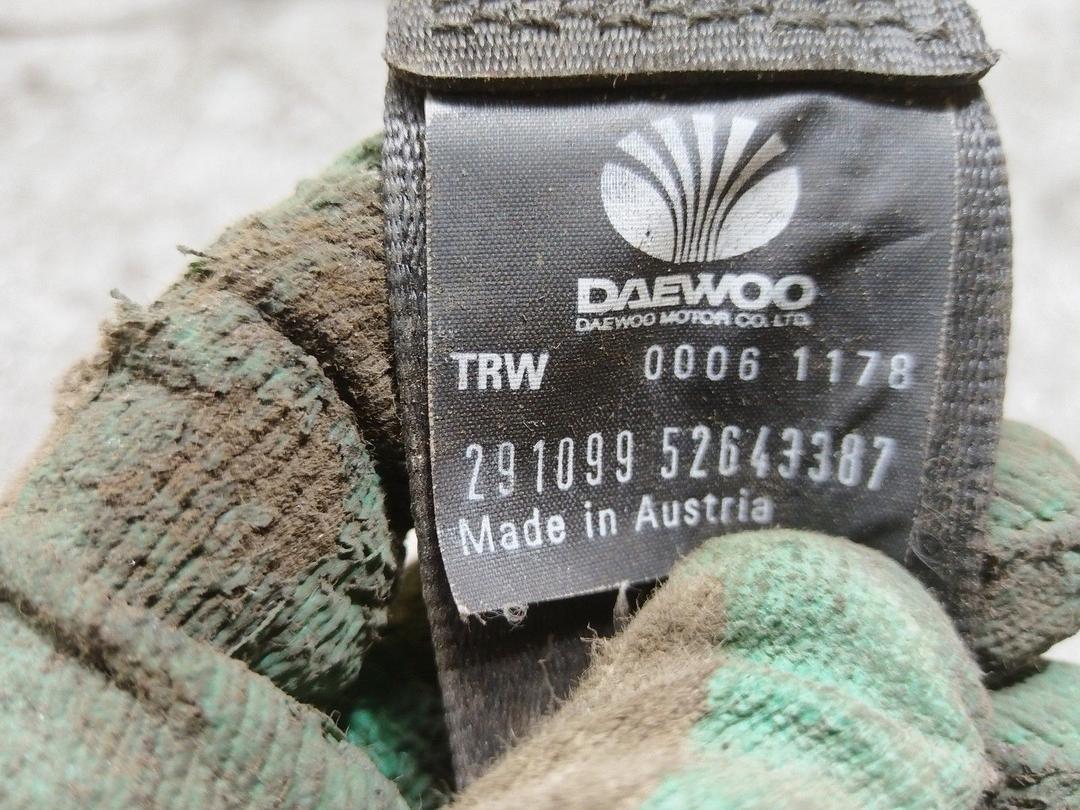 DAEWOO
DAEWOO MOTOR CO. LTD.
TRW 0006 1178
291099 52643387
Made in Austria